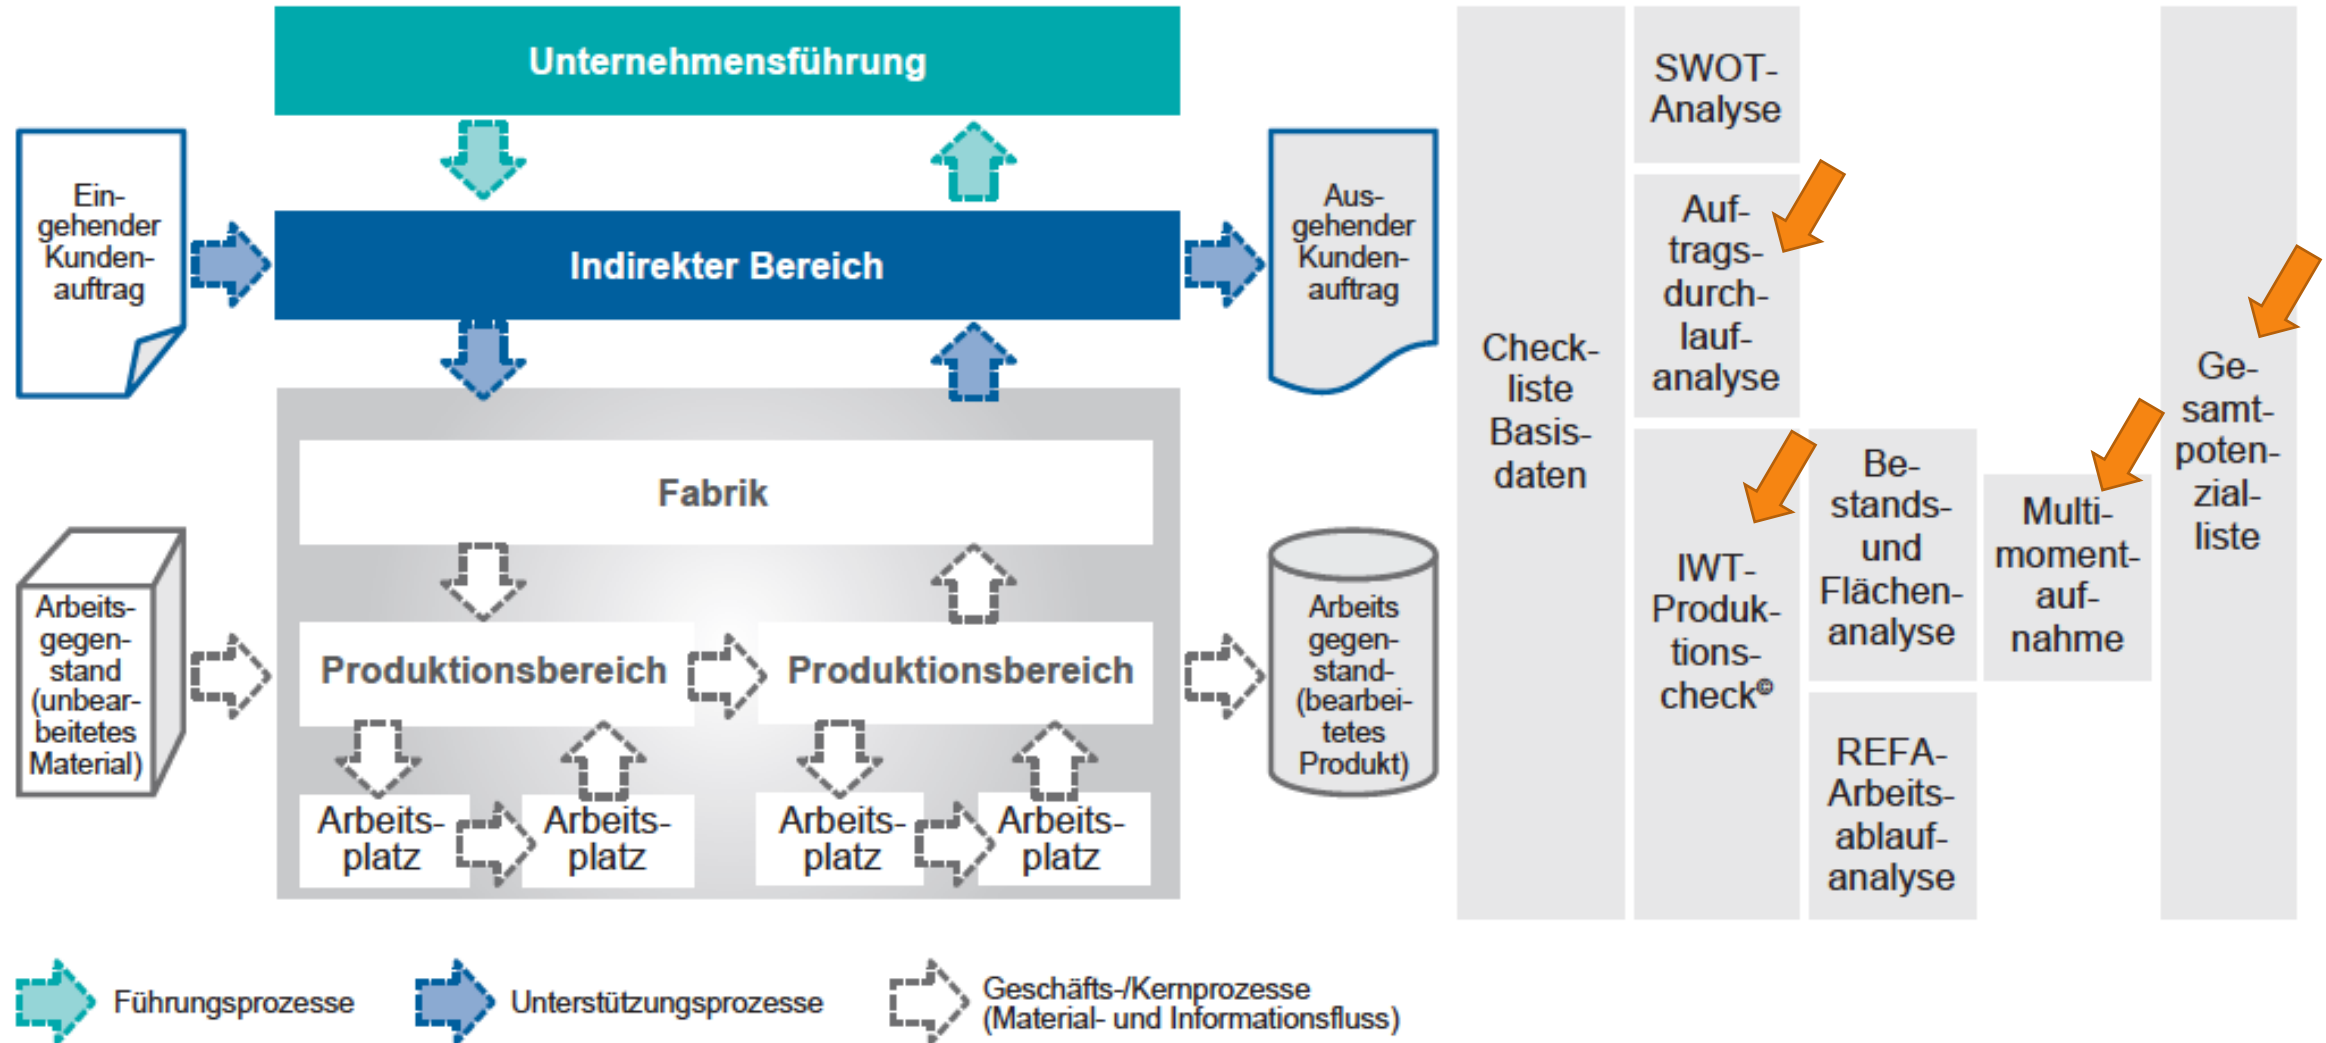 Unternehmensführung
Ein-
gehender
Kunden-
auftrag
Indirekter Bereich
Aus-
gehender
Kunden-
auftrag
Arbeits-
gegen-
stand
(unbear-
beitetes
Material)
Fabrik
Produktionsbereich
Produktionsbereich
Arbeits-
platz
Arbeits-
platz
Arbeits-
platz
Arbeits-
platz
Arbeits
gegen-
stand-
(bearbei-
tetes
Produkt)
Check-
liste
Basis-
daten
SWOT-
Analyse
Auf-
trags-
durch-
lauf-
analyse
IWT-
Produk-
tions-
check©
Be-
stands-
und
Flächen-
analyse
REFA-
Arbeits-
ablauf-
analyse
Multi-
moment-
auf-
nahme
Ge-
samt-
poten-
zial-
liste
Führungsprozesse
Unterstützungsprozesse
Geschäfts-/Kernprozesse
(Material- und Informationsfluss)